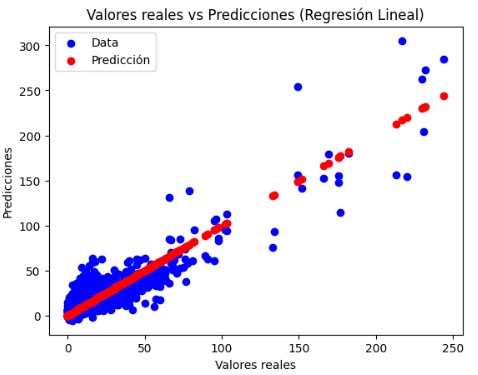 Valores reales vs Predicciones (Regresión Lineal)
Data
Predicción
Predicciones
300
250
200
150
100
50
0
0 50 100 150 200 250
Valores reales